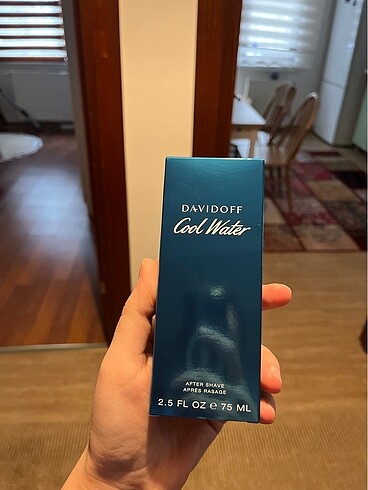 DAVIDOFF
Cool Water
AFTER SHAVE
APRÈS RASAGE
2.5 FL OZ ℮ 75 ML